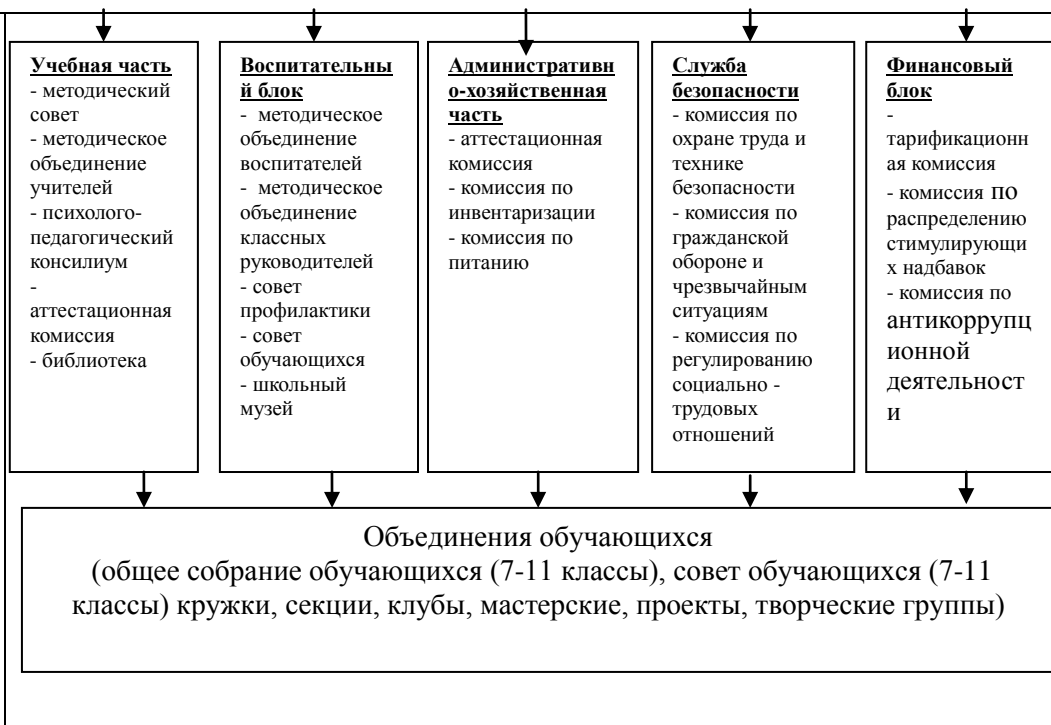 Учебная часть
- методический
совет
- методическое
объединение
учителей
- психолого-
педагогический
консилиум
-
аттестационная
комиссия
- библиотека
Воспитательны
й блок
- методическое
объединение
воспитателей
- методическое
объединение
классных
руководителей
- совет
профилактики
- совет
обучающихся
- школьный
музей
Административн
о-хозяйственная
часть
- аттестационная
комиссия
- комиссия по
инвентаризации
- комиссия по
питанию
Служба
безопасности
- комиссия по
охране труда и
технике
безопасности
- комиссия по
гражданской
обороне и
чрезвычайным
ситуациям
- комиссия по
регулированию
социально -
трудовых
отношений
Финансовый
блок
-
тарификационн
ая комиссия
- комиссия по
распределению
стимулирующи
х надбавок
- комиссия по
антикоррупц
ионной
деятельност
и
Объединения обучающихся
(общее собрание обучающихся (7-11 классы), совет обучающихся (7-11
классы) кружки, секции, клубы, мастерские, проекты, творческие группы)